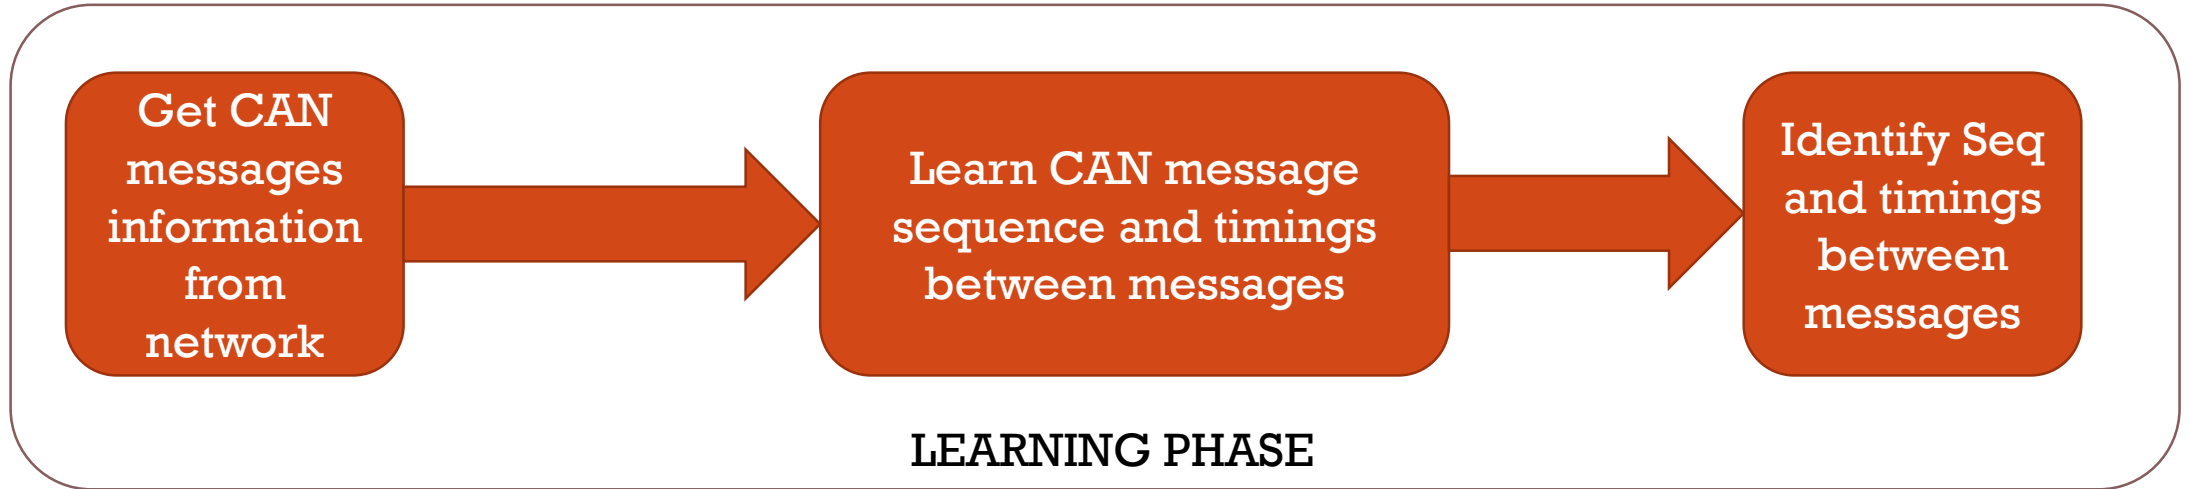 Get CAN
messages
information
from
network
Learn CAN message
sequence and timings
between messages
Identify Seq
and timings
between
messages
LEARNING PHASE